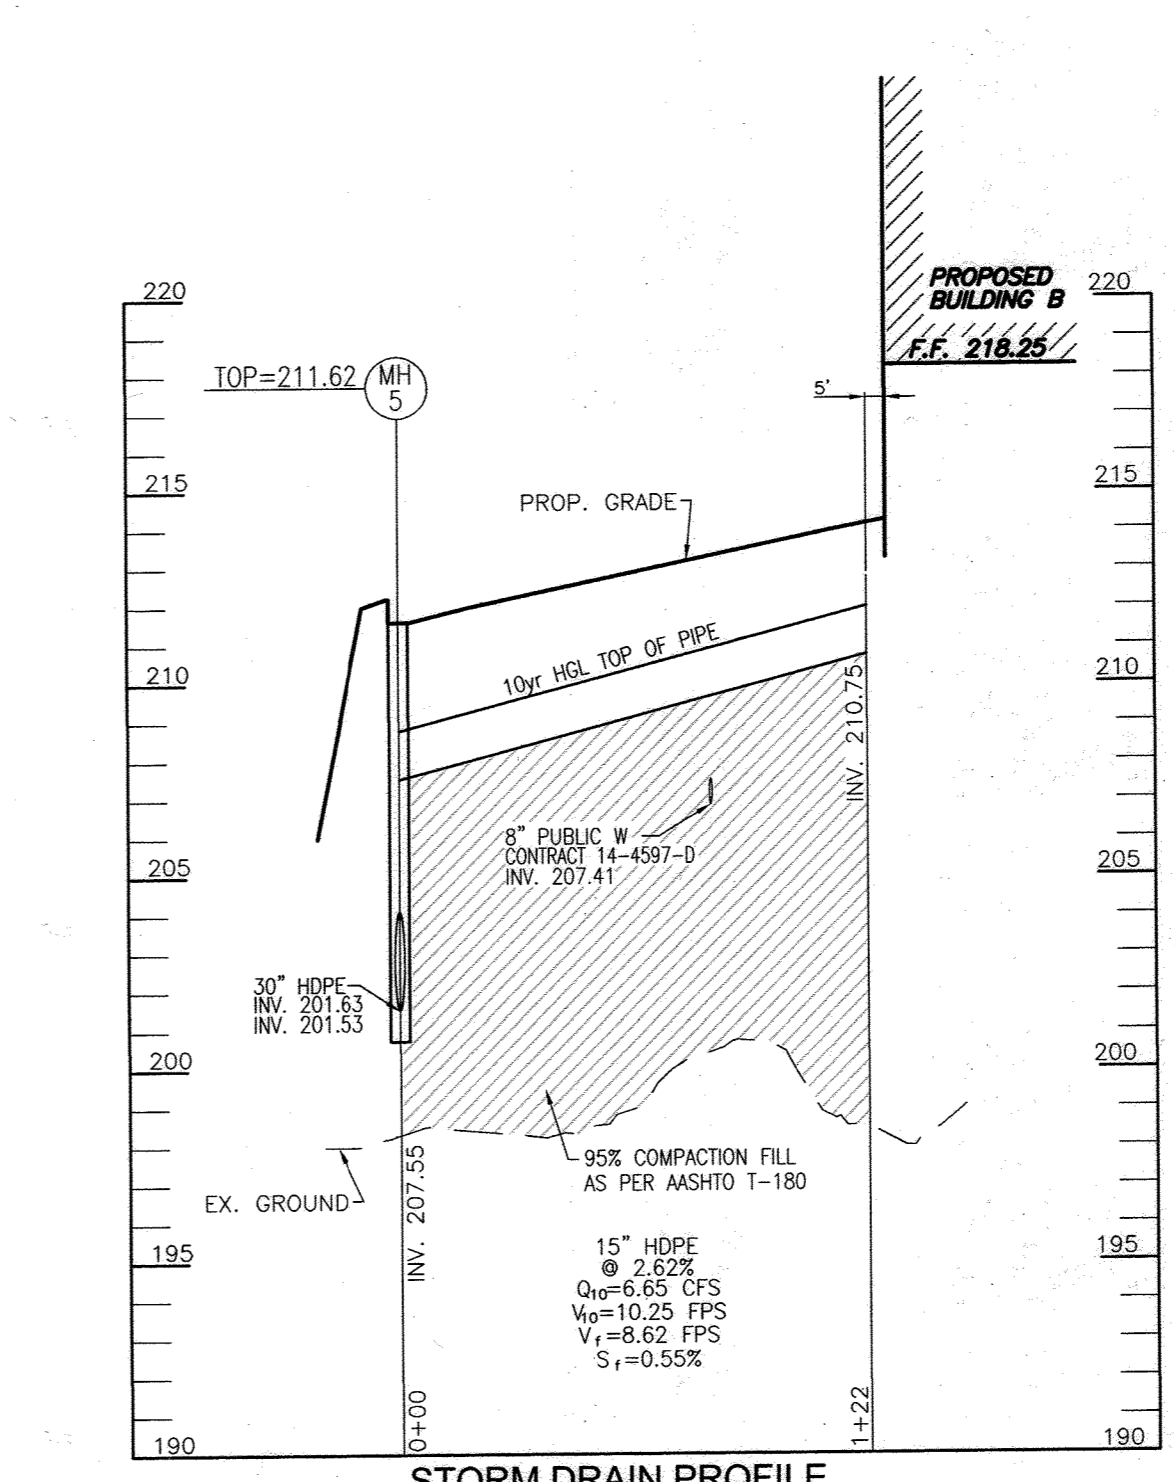 PROPOSED
BUILDING B
F.F. 218.25
220
220
TOP=211.62
MH
5
5'
215
215
PROP. GRADE
10yr HGL TOP OF PIPE
210
210
INV. 210.75
8" PUBLIC W
CONTRACT 14-4597-D
INV. 207.41
205
205
30" HDPE
INV. 201.63
INV. 201.53
200
200
95% COMPACTION FILL
AS PER AASHTO T-180
EX. GROUND
INV. 207.55
195
195
15" HDPE
@ 2.62%
Q10=6.65 CFS
V10=10.25 FPS
Vf=8.62 FPS
Sf=0.55%
0+00
1+22
190
190
STORM DRAIN PROFILE